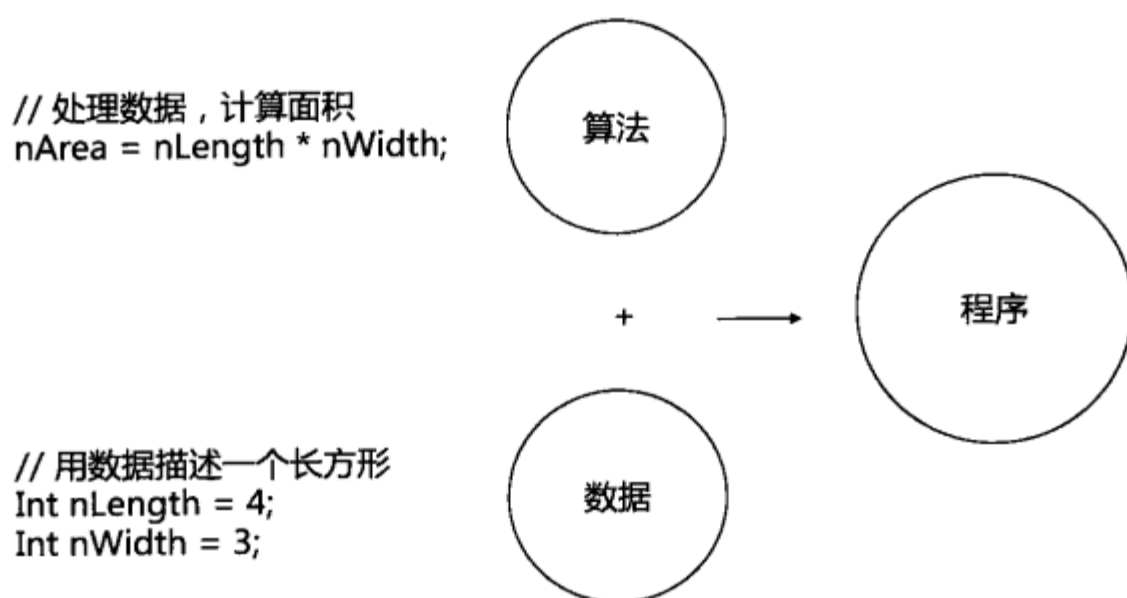 // 处理数据，计算面积
nArea = nLength * nWidth;
算法
+
程序
// 用数据描述一个长方形
Int nLength = 4;
Int nWidth = 3;
数据